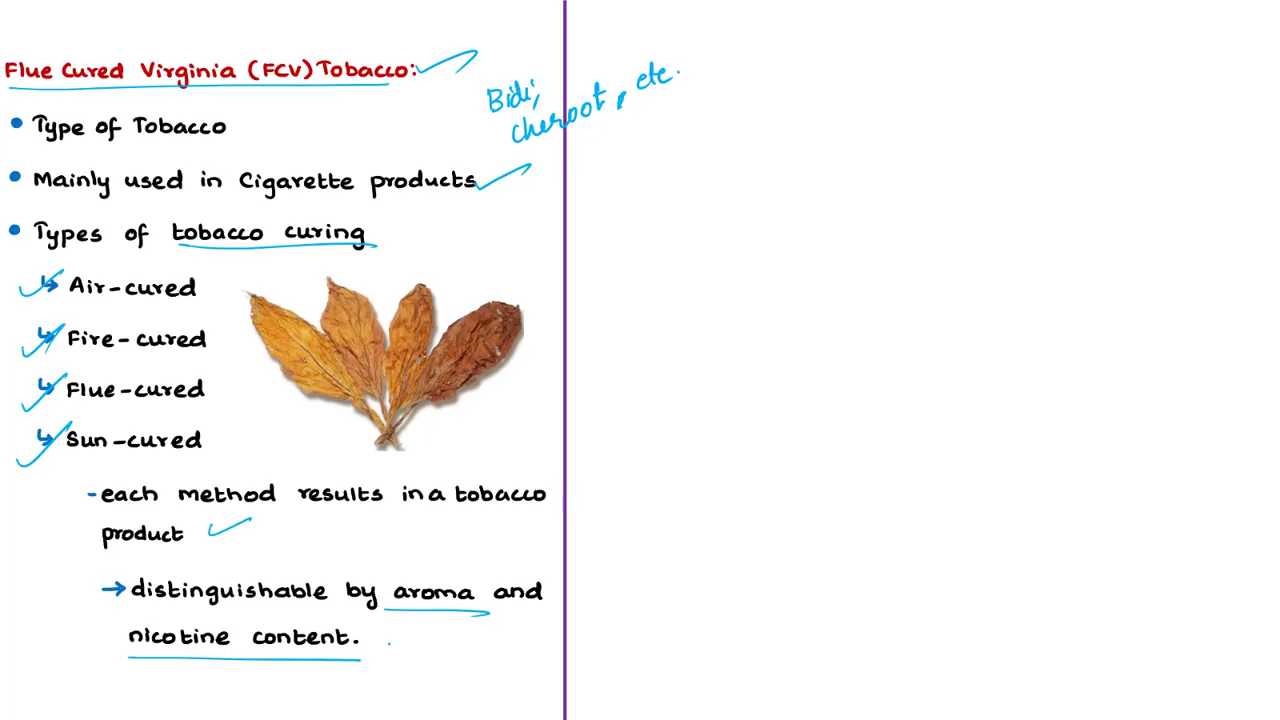 Flue Cured Virginia (FCV) Tobacco:
Bidi,
cheroot, etc.
• Type of Tobacco
• Mainly used in Cigarette products
• Types of tobacco curing
↳ Air-cured
↳ Fire-cured
↳ Flue-cured
↳ Sun-cured
- each method results in a tobacco
product
→ distinguishable by aroma and
nicotine content.